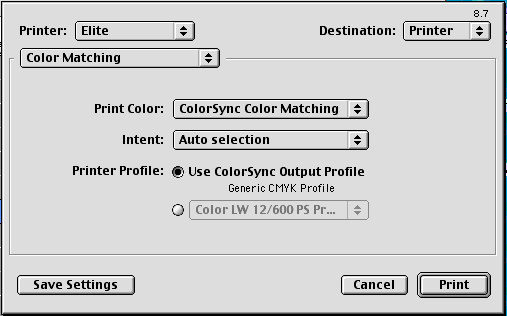 8.7
Printer: Elite Destination: Printer
Color Matching
Print Color: ColorSync Color Matching
Intent: Auto selection
Printer Profile: Use ColorSync Output Profile
Generic CMYK Profile
Color LW 12/600 PS Pr...
Save Settings Cancel Print